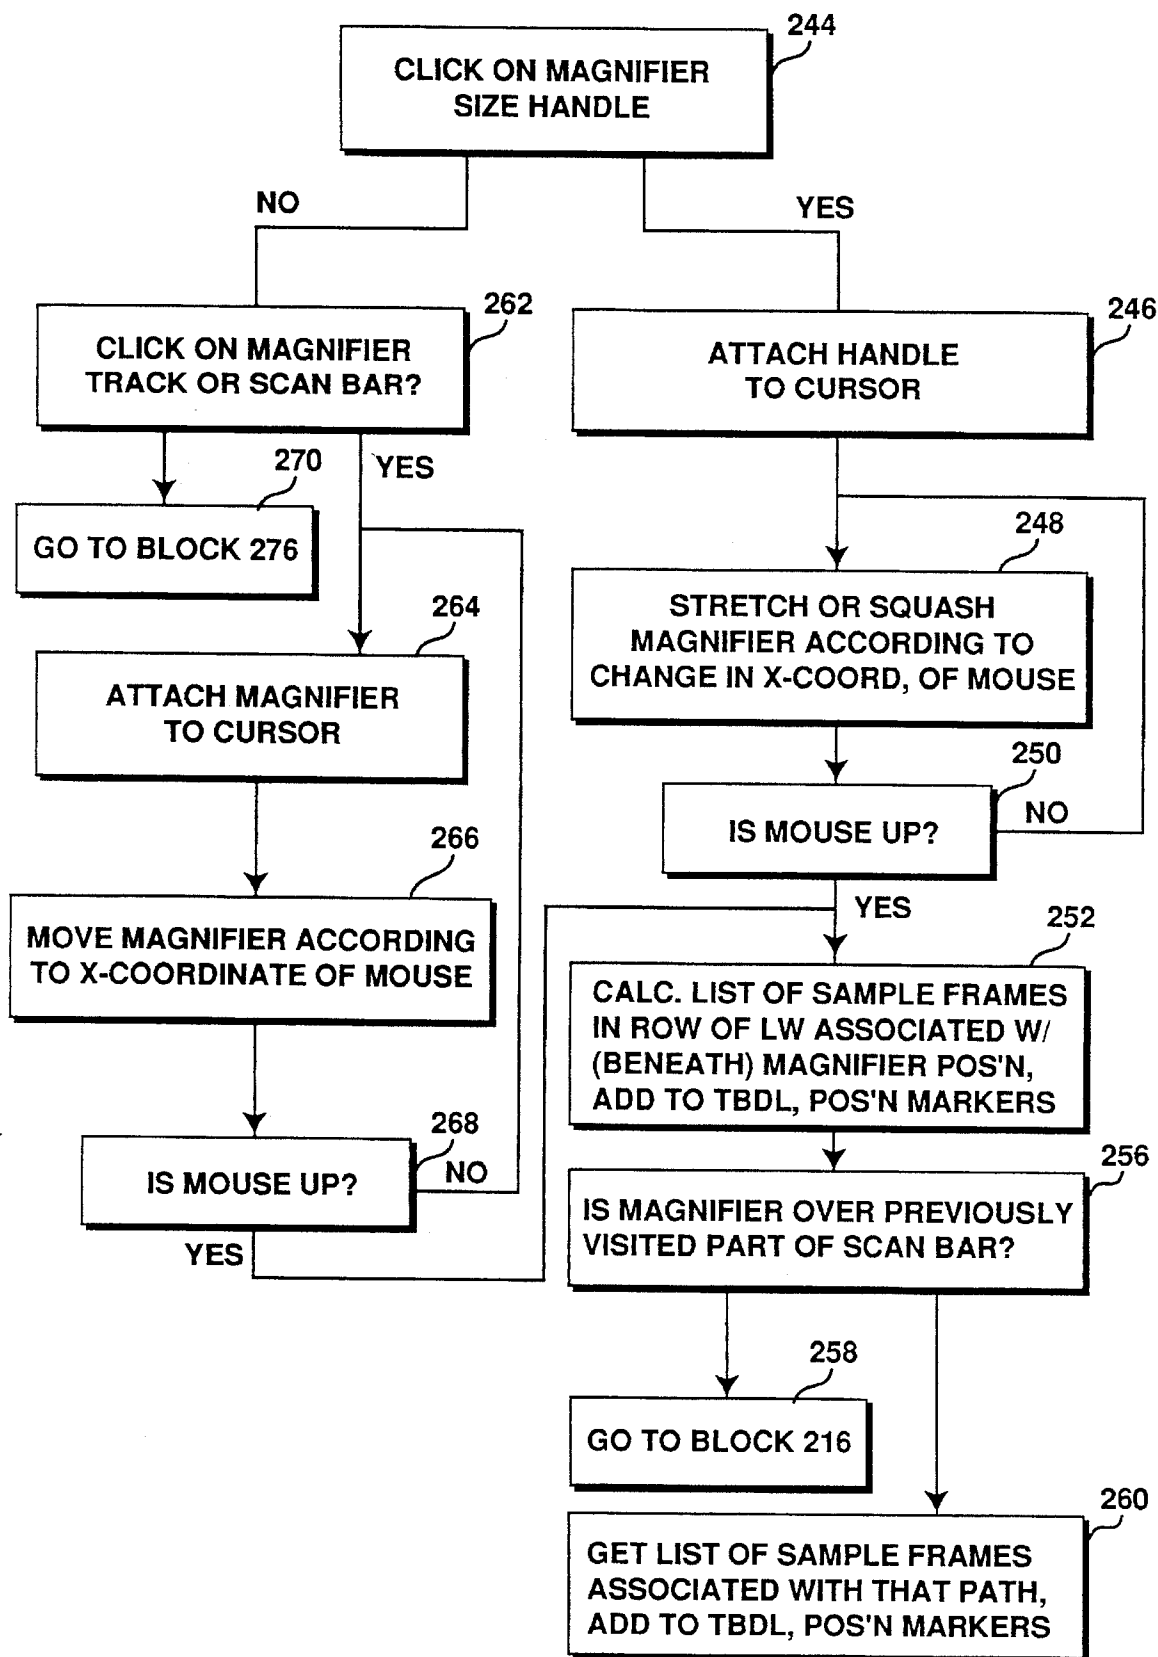 244
CLICK ON MAGNIFIER
SIZE HANDLE
NO
YES
262
CLICK ON MAGNIFIER
TRACK OR SCAN BAR?
246
ATTACH HANDLE
TO CURSOR
270
YES
GO TO BLOCK 276
248
STRETCH OR SQUASH
MAGNIFIER ACCORDING TO
CHANGE IN X-COORD, OF MOUSE
264
ATTACH MAGNIFIER
TO CURSOR
250
IS MOUSE UP?
NO
YES
266
MOVE MAGNIFIER ACCORDING
TO X-COORDINATE OF MOUSE
252
CALC. LIST OF SAMPLE FRAMES
IN ROW OF LW ASSOCIATED W/
(BENEATH) MAGNIFIER POS'N,
ADD TO TBDL, POS'N MARKERS
268
IS MOUSE UP?
NO
YES
256
IS MAGNIFIER OVER PREVIOUSLY
VISITED PART OF SCAN BAR?
258
GO TO BLOCK 216
260
GET LIST OF SAMPLE FRAMES
ASSOCIATED WITH THAT PATH,
ADD TO TBDL, POS'N MARKERS